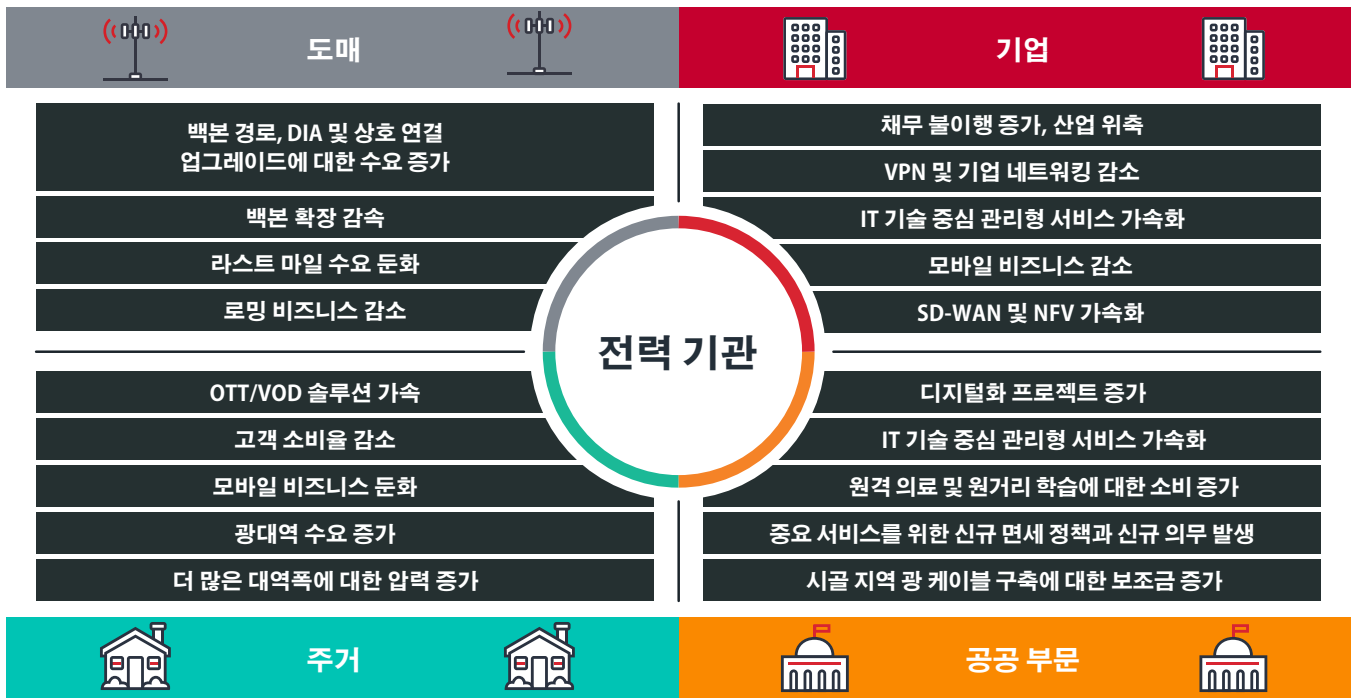 도매
백본 경로, DIA 및 상호 연결
업그레이드에 대한 수요 증가
백본 확장 감속
라스트 마일 수요 둔화
로밍 비즈니스 감소
기업
채무 불이행 증가, 산업 위축
VPN 및 기업 네트워킹 감소
IT 기술 중심 관리형 서비스 가속화
모바일 비즈니스 감소
SD-WAN 및 NFV 가속화
전력 기관
OTT/VOD 솔루션 가속
고객 소비율 감소
모바일 비즈니스 둔화
광대역 수요 증가
더 많은 대역폭에 대한 압력 증가
주거
디지털화 프로젝트 증가
IT 기술 중심 관리형 서비스 가속화
원격 의료 및 원거리 학습에 대한 소비 증가
중요 서비스를 위한 신규 면세 정책과 신규 의무 발생
시골 지역 광 케이블 구축에 대한 보조금 증가
공공 부문